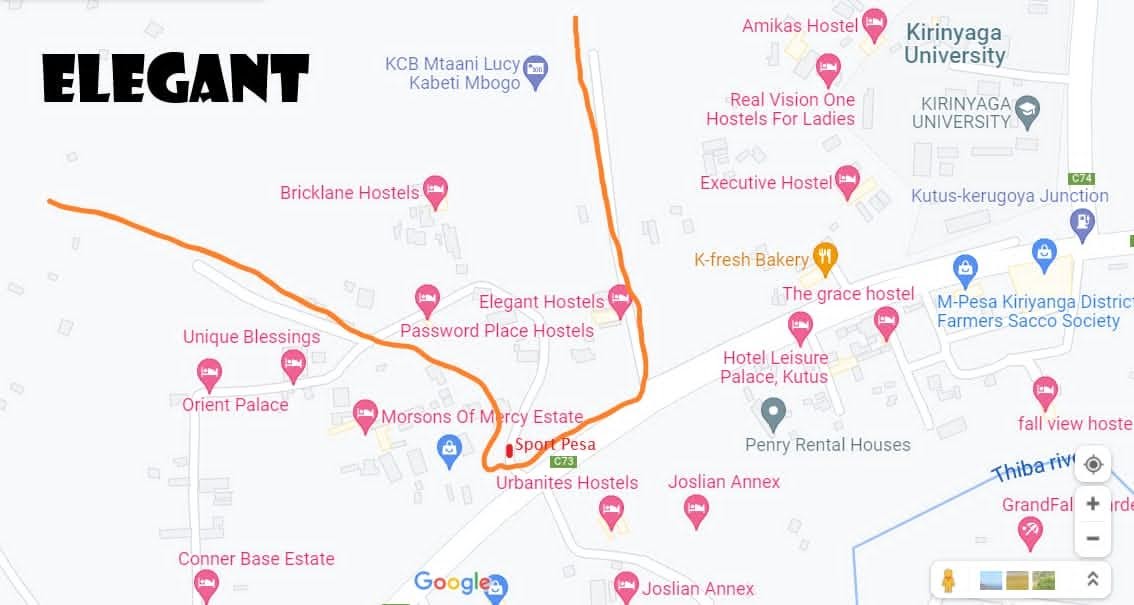 ELEGANT
KCB Mtaani Lucy
Kabeti Mbogo
Amikas Hostel
Kirinyaga
University
Real Vision One
Hostels For Ladies
KIRINYAGA
UNIVERSITY
Bricklane Hostels
Executive Hostel
C74
Kutus-kerugoya Junction
K-fresh Bakery
Elegant Hostels
The grace hostel
M-Pesa Kiriyanga District
Farmers Sacco Society
Password Place Hostels
Unique Blessings
Hotel Leisure
Palace, Kutus
Orient Palace
Morsons Of Mercy Estate
fall view hoste
Sport Pesa
Penry Rental Houses
C73
Thiba rive
Urbanites Hostels
Joslian Annex
GrandFal
Conner Base Estate
Google
Joslian Annex
C73